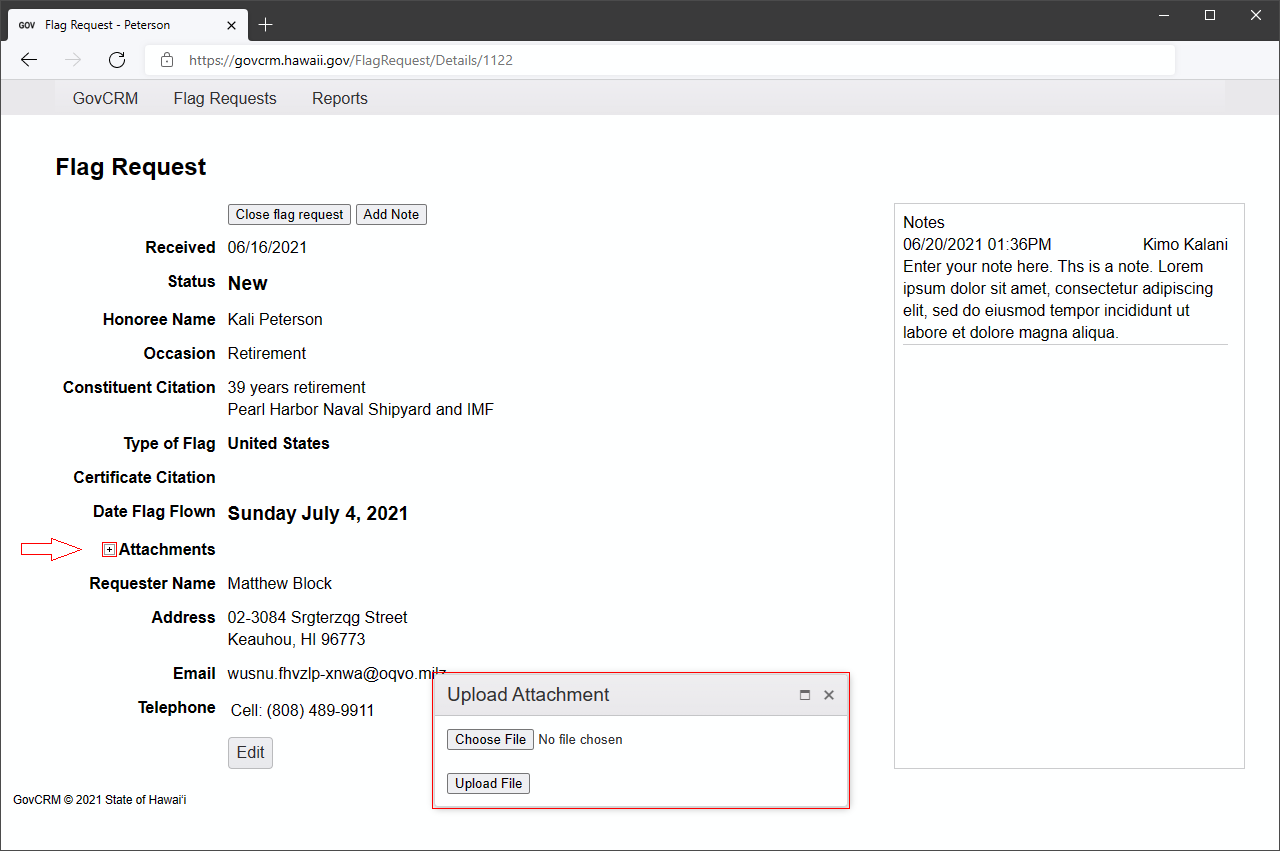 GOV Flag Request - Peterson
https://govcrm.hawaii.gov/FlagRequest/Details/1122
GovCRM Flag Requests Reports
Flag Request
Close flag request Add Note
Received 06/16/2021
Status New
Honoree Name Kali Peterson
Occasion Retirement
Constituent Citation 39 years retirement
Pearl Harbor Naval Shipyard and IMF
Type of Flag United States
Certificate Citation
Date Flag Flown Sunday July 4, 2021
Attachments
Requester Name Matthew Block
Address 02-3084 Srgterzqg Street
Keauhou, HI 96773
Email wusnu.fhvzlp-xnwa@oqvo.milz
Telephone Cell: (808) 489-9911
Edit
Notes
06/20/2021 01:36PM Kimo Kalani
Enter your note here. Ths is a note. Lorem
ipsum dolor sit amet, consectetur adipiscing
elit, sed do eiusmod tempor incididunt ut
labore et dolore magna aliqua.
Upload Attachment
Choose File No file chosen
Upload File
GovCRM © 2021 State of Hawaiʻi